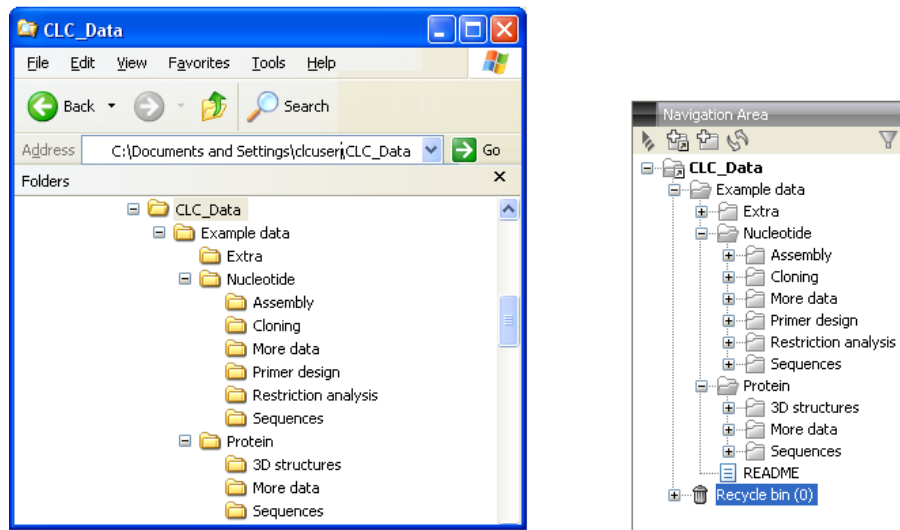 CLC_Data
File Edit View Favorites Tools Help
Back Search
Address C:\Documents and Settings\clcuser\CLC_Data Go
Folders
CLC_Data
Example data
Extra
Nucleotide
Assembly
Cloning
More data
Primer design
Restriction analysis
Sequences
Protein
3D structures
More data
Sequences
Navigation Area
CLC_Data
Example data
Extra
Nucleotide
Assembly
Cloning
More data
Primer design
Restriction analysis
Sequences
Protein
3D structures
More data
Sequences
README
Recycle bin (0)